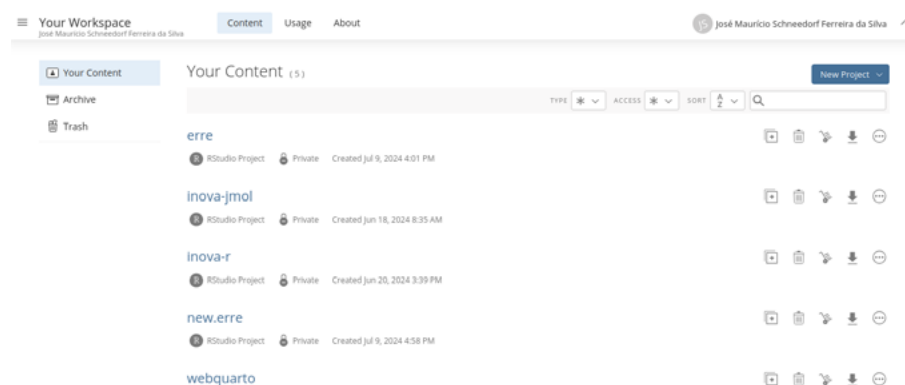 Your Workspace
José Maurício Schneedorf Ferreira da Silva
Content Usage About
JS José Maurício Schneedorf Ferreira da Silva
Your Content
Archive
Trash
Your Content (5)
New Project
TYPE * ACCESS * SORT A Z
erre
R RStudio Project Private Created Jul 9, 2024 4:01 PM
inova-jmol
R RStudio Project Private Created Jun 18, 2024 8:35 AM
inova-r
R RStudio Project Private Created Jun 20, 2024 3:39 PM
new.erre
R RStudio Project Private Created Jul 9, 2024 4:58 PM
webquarto